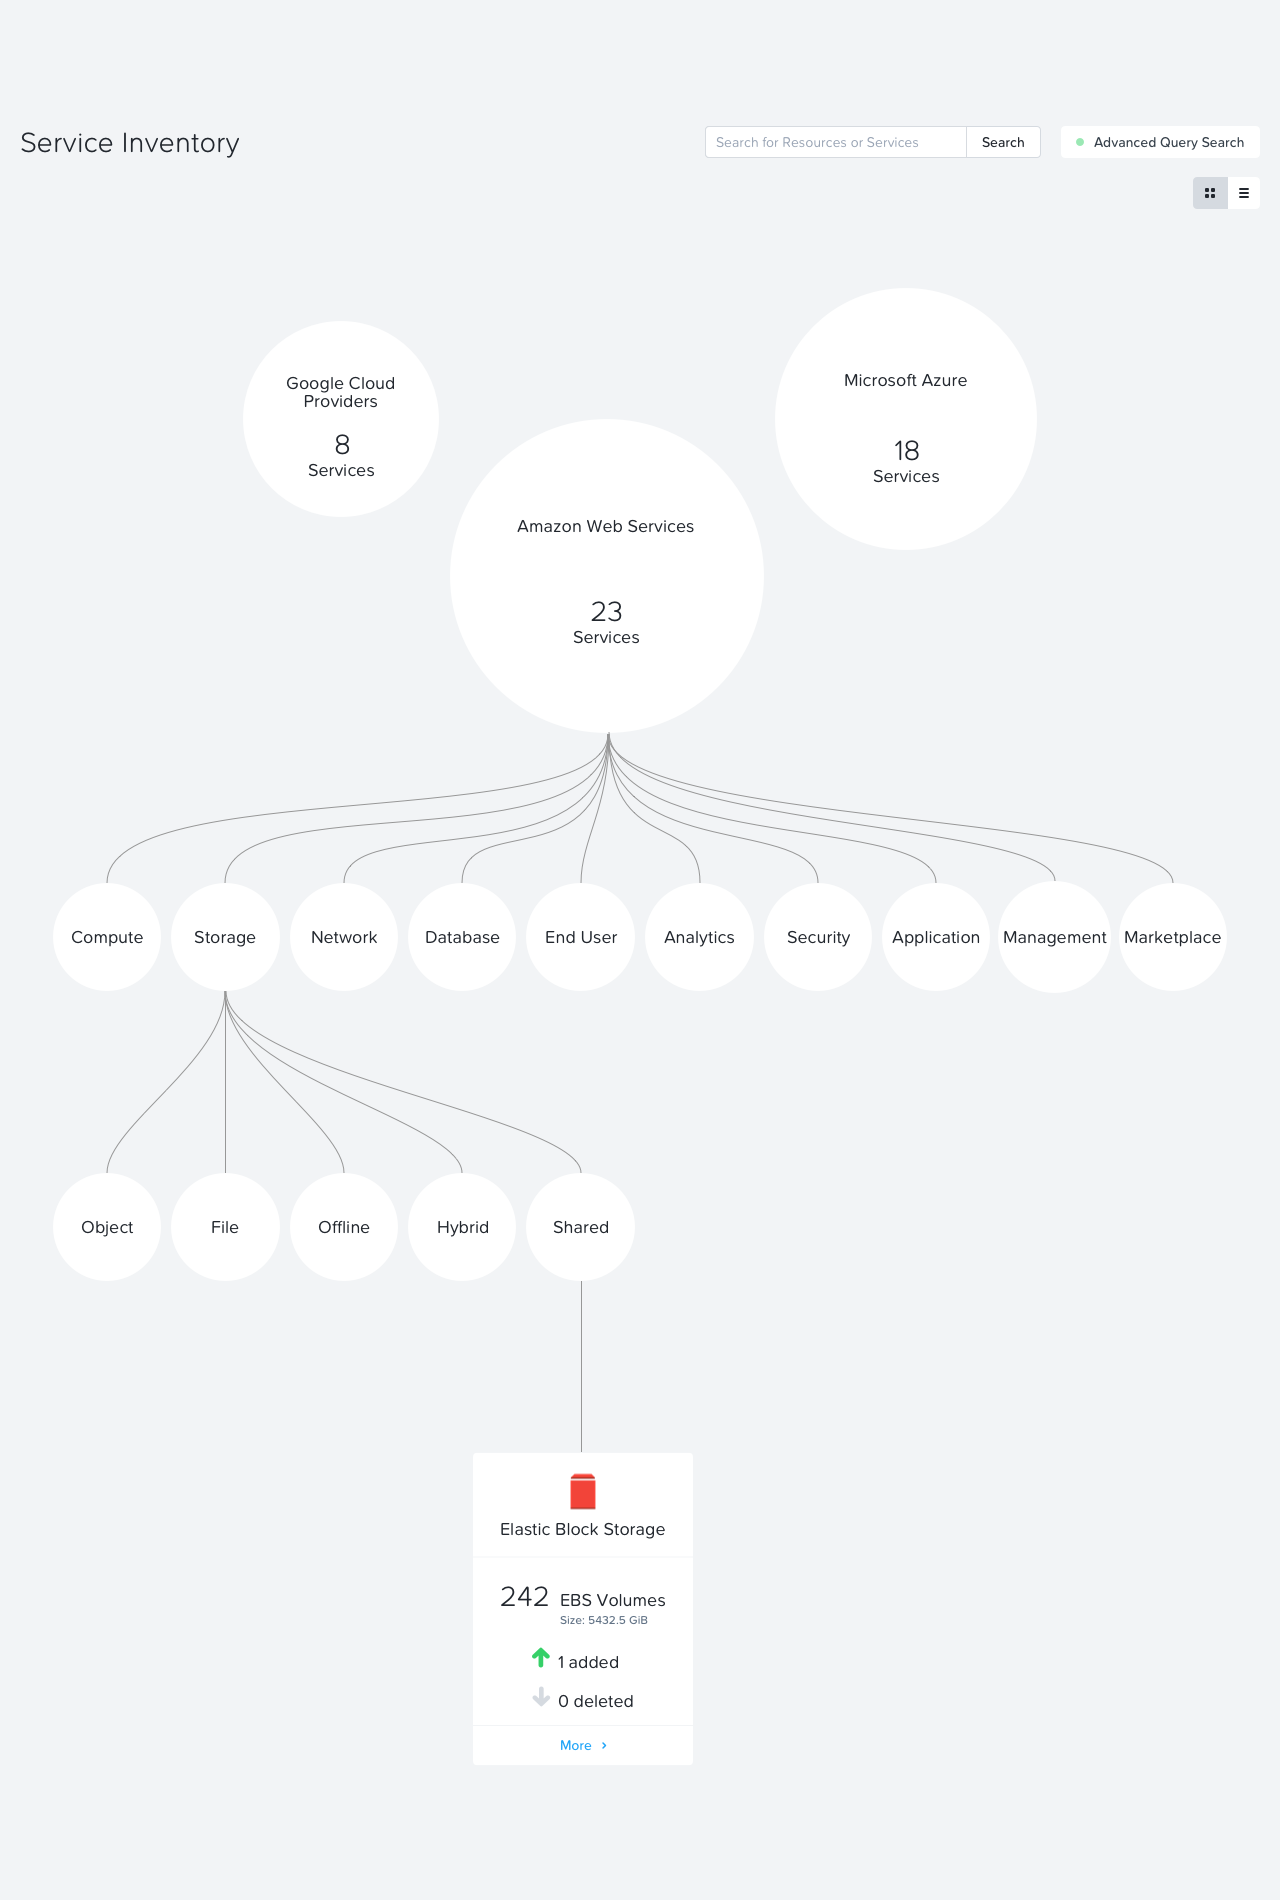 Service Inventory
Search for Resources or Services
Search
Advanced Query Search
Google Cloud
Providers
8
Services
Microsoft Azure
18
Services
Amazon Web Services
23
Services
Compute
Storage
Network
Database
End User
Analytics
Security
Application
Management
Marketplace
Object
File
Offline
Hybrid
Shared
Elastic Block Storage
242 EBS Volumes
Size: 5432.5 GiB
1 added
0 deleted
More